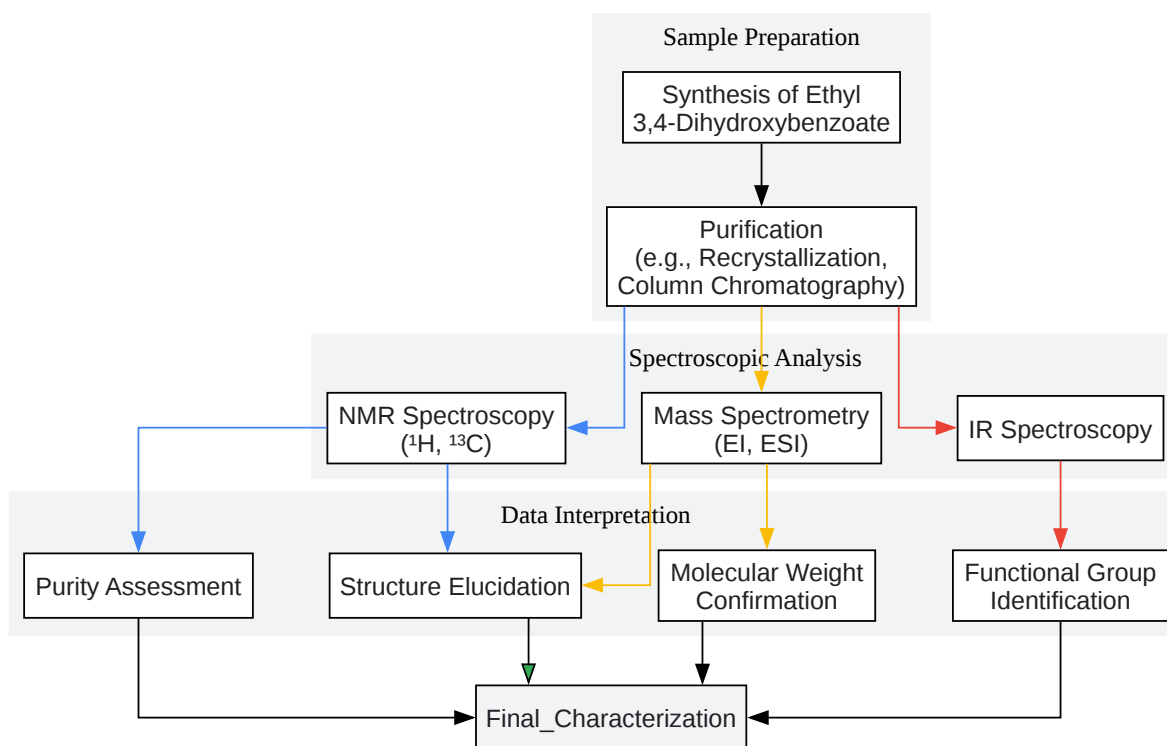 Sample Preparation
Synthesis of Ethyl
3,4-Dihydroxybenzoate
Purification
(e.g., Recrystallization,
Column Chromatography)
Spectroscopic Analysis
NMR Spectroscopy
(¹H, ¹³C)
Mass Spectrometry
(EI, ESI)
IR Spectroscopy
Data Interpretation
Purity Assessment
Structure Elucidation
Molecular Weight
Confirmation
Functional Group
Identification
Final_Characterization